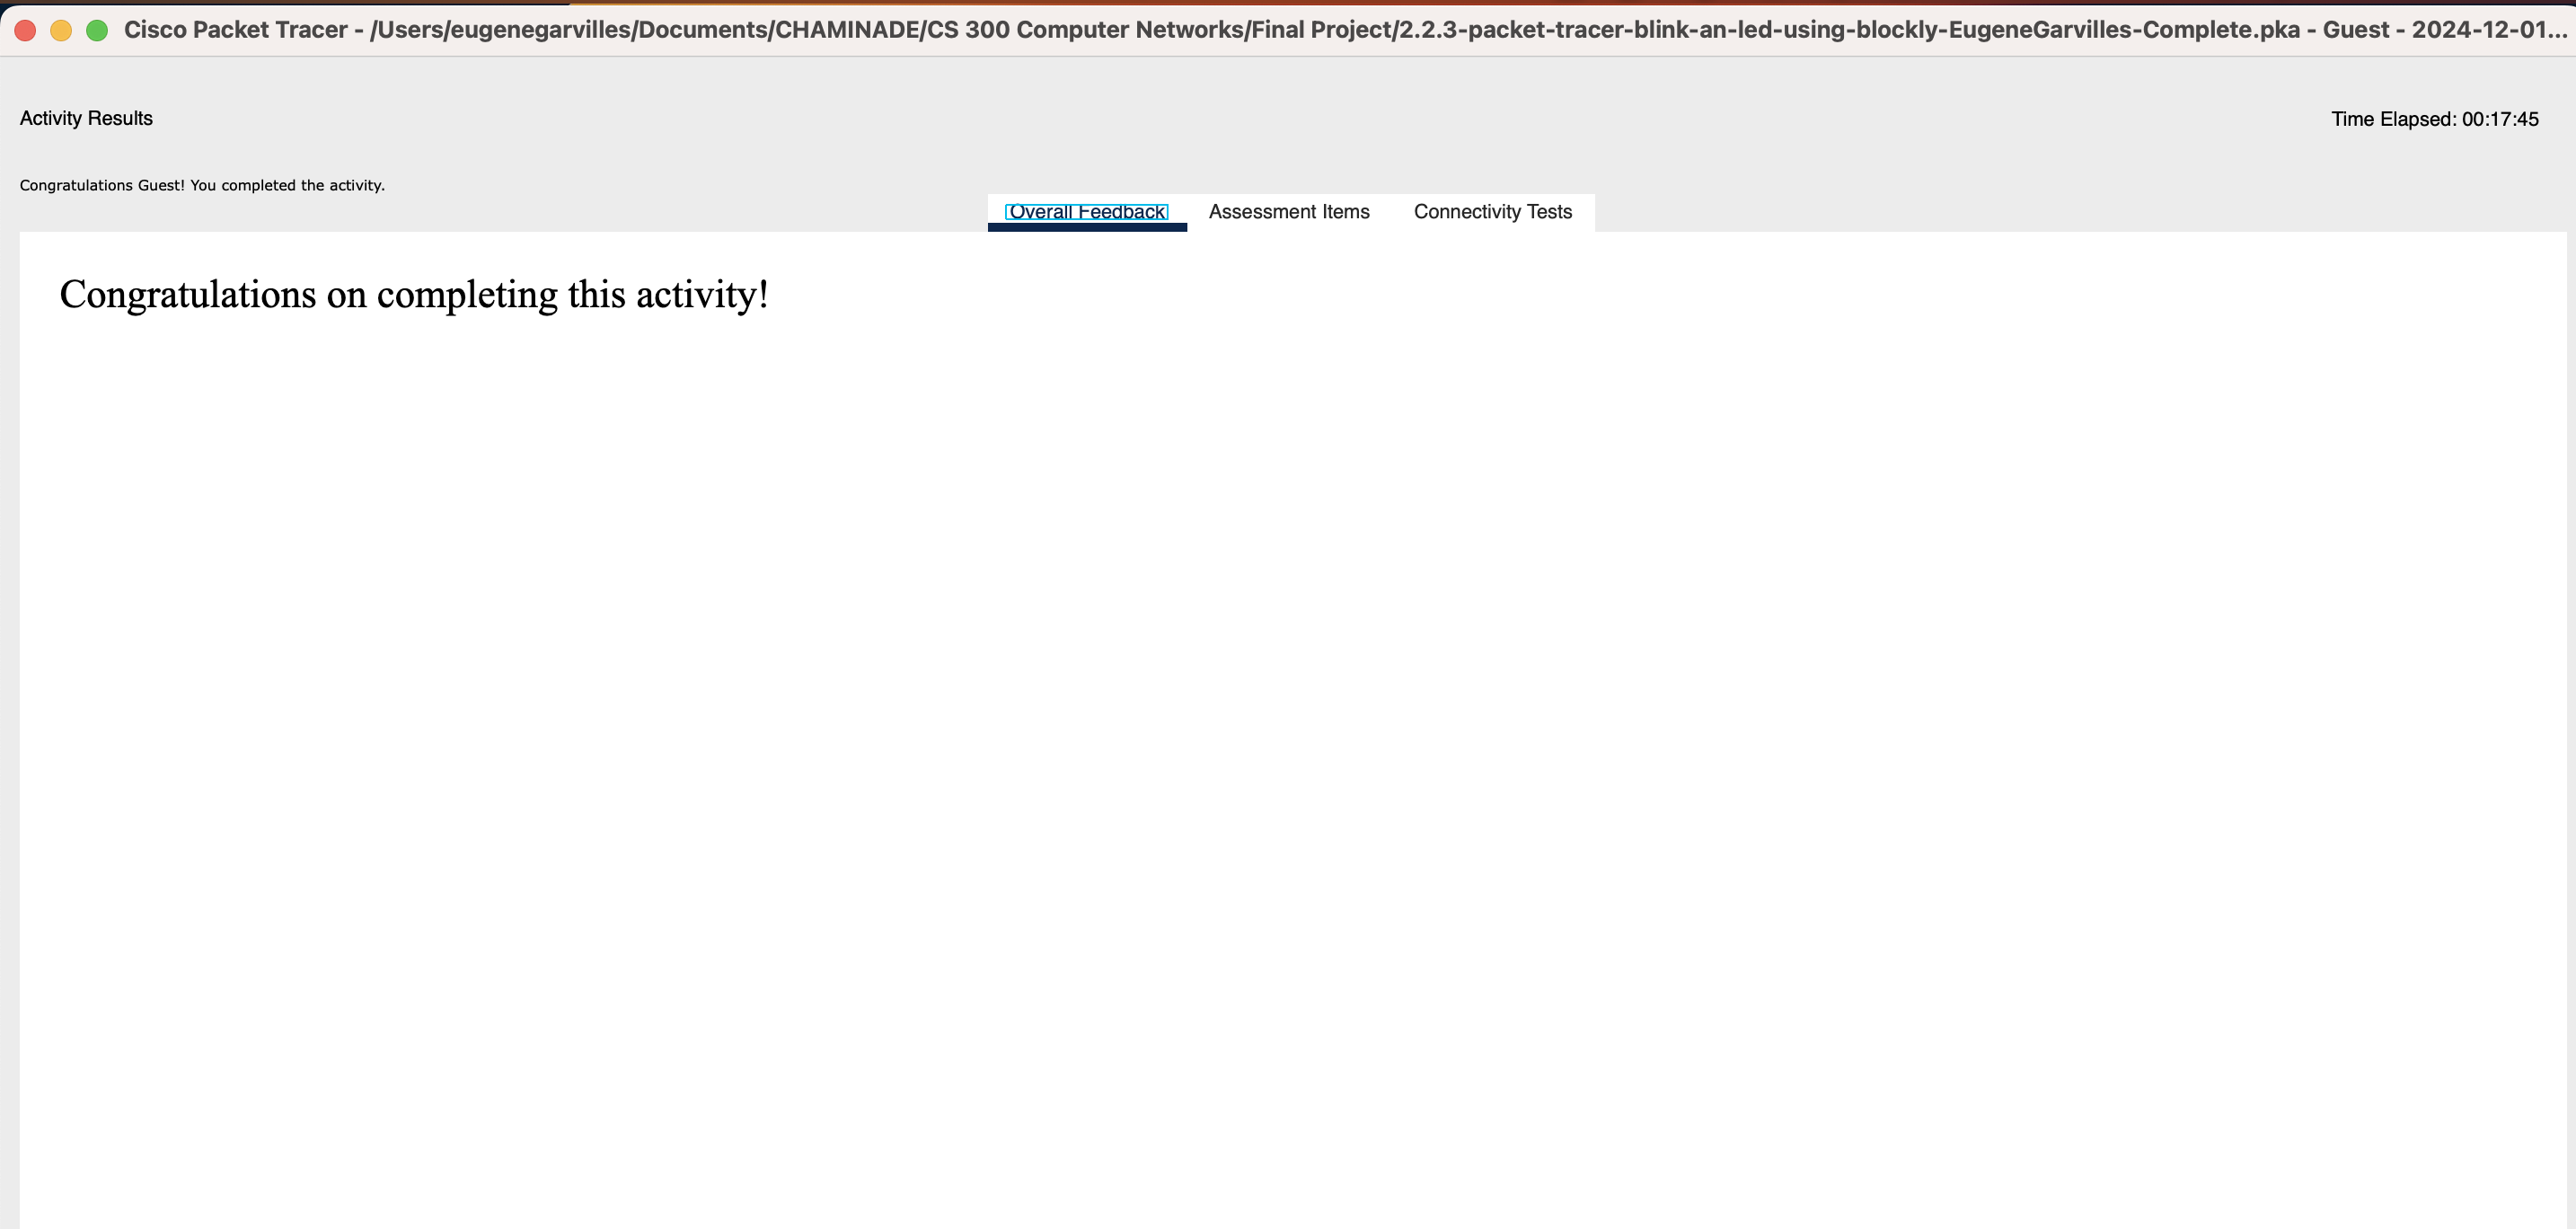 Cisco Packet Tracer - /Users/eugenegarvilles/Documents/CHAMINADE/CS 300 Computer Networks/Final Project/2.2.3-packet-tracer-blink-an-led-using-blockly-EugeneGarvilles-Complete.pka - Guest - 2024-12-01...
Activity Results
Time Elapsed: 00:17:45
Congratulations Guest! You completed the activity.
Overall Feedback Assessment Items Connectivity Tests
Congratulations on completing this activity!